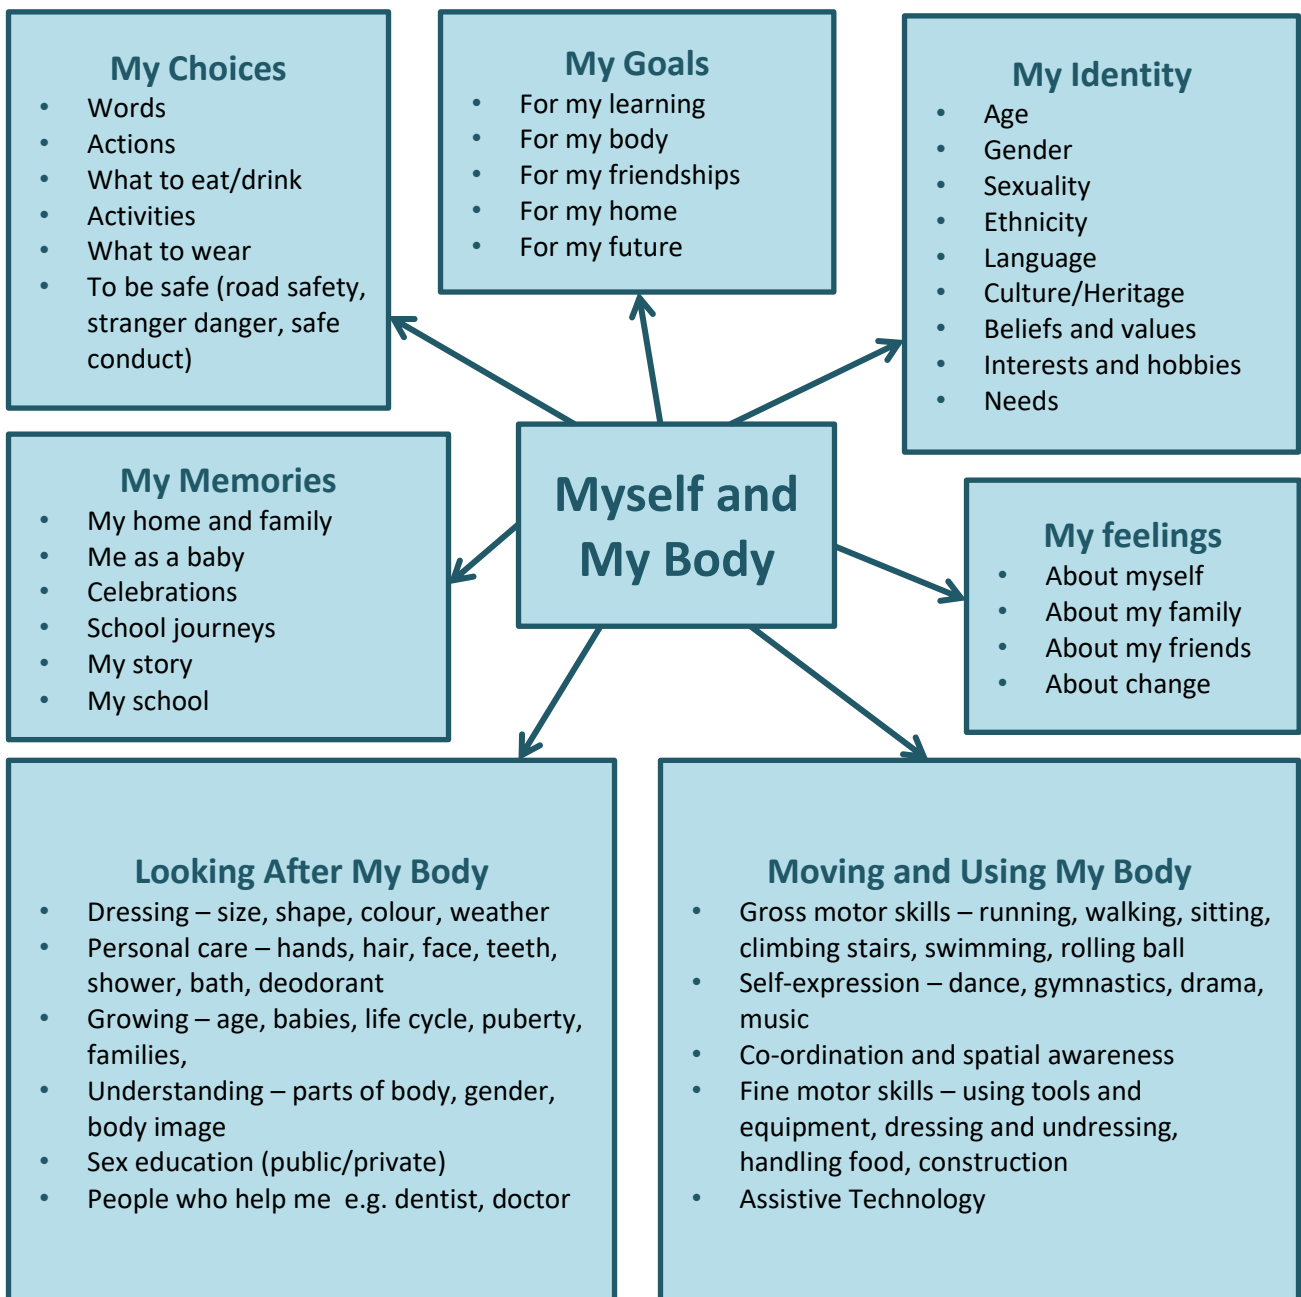 My Choices
• Words
• Actions
• What to eat/drink
• Activities
• What to wear
• To be safe (road safety,
stranger danger, safe
conduct)
My Goals
• For my learning
• For my body
• For my friendships
• For my home
• For my future
My Identity
• Age
• Gender
• Sexuality
• Ethnicity
• Language
• Culture/Heritage
• Beliefs and values
• Interests and hobbies
• Needs
My Memories
• My home and family
• Me as a baby
• Celebrations
• School journeys
• My story
• My school
Myself and
My Body
My feelings
• About myself
• About my family
• About my friends
• About change
Looking After My Body
• Dressing – size, shape, colour, weather
• Personal care – hands, hair, face, teeth,
shower, bath, deodorant
• Growing – age, babies, life cycle, puberty,
families,
• Understanding – parts of body, gender,
body image
• Sex education (public/private)
• People who help me  e.g. dentist, doctor
Moving and Using My Body
• Gross motor skills – running, walking, sitting,
climbing stairs, swimming, rolling ball
• Self-expression – dance, gymnastics, drama,
music
• Co-ordination and spatial awareness
• Fine motor skills – using tools and
equipment, dressing and undressing,
handling food, construction
• Assistive Technology